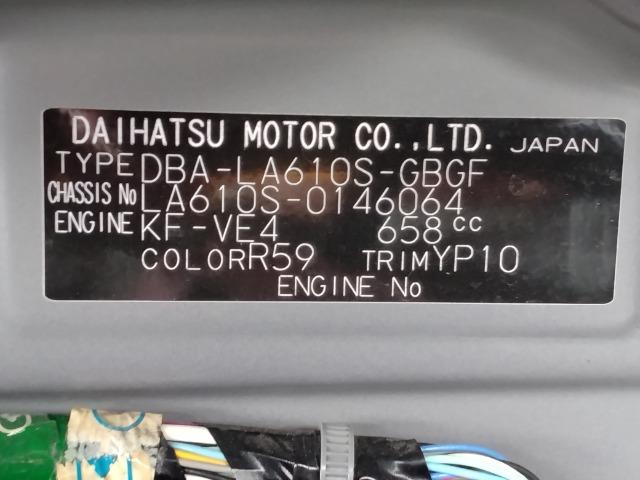 DAIHATSU MOTOR CO.,LTD. JAPAN
TYPE DBA-LA610S-GBGF
CHASSIS No LA610S-0146064
ENGINE KF-VE4 658 cc
COLOR R59 TRIM YP10
ENGINE No